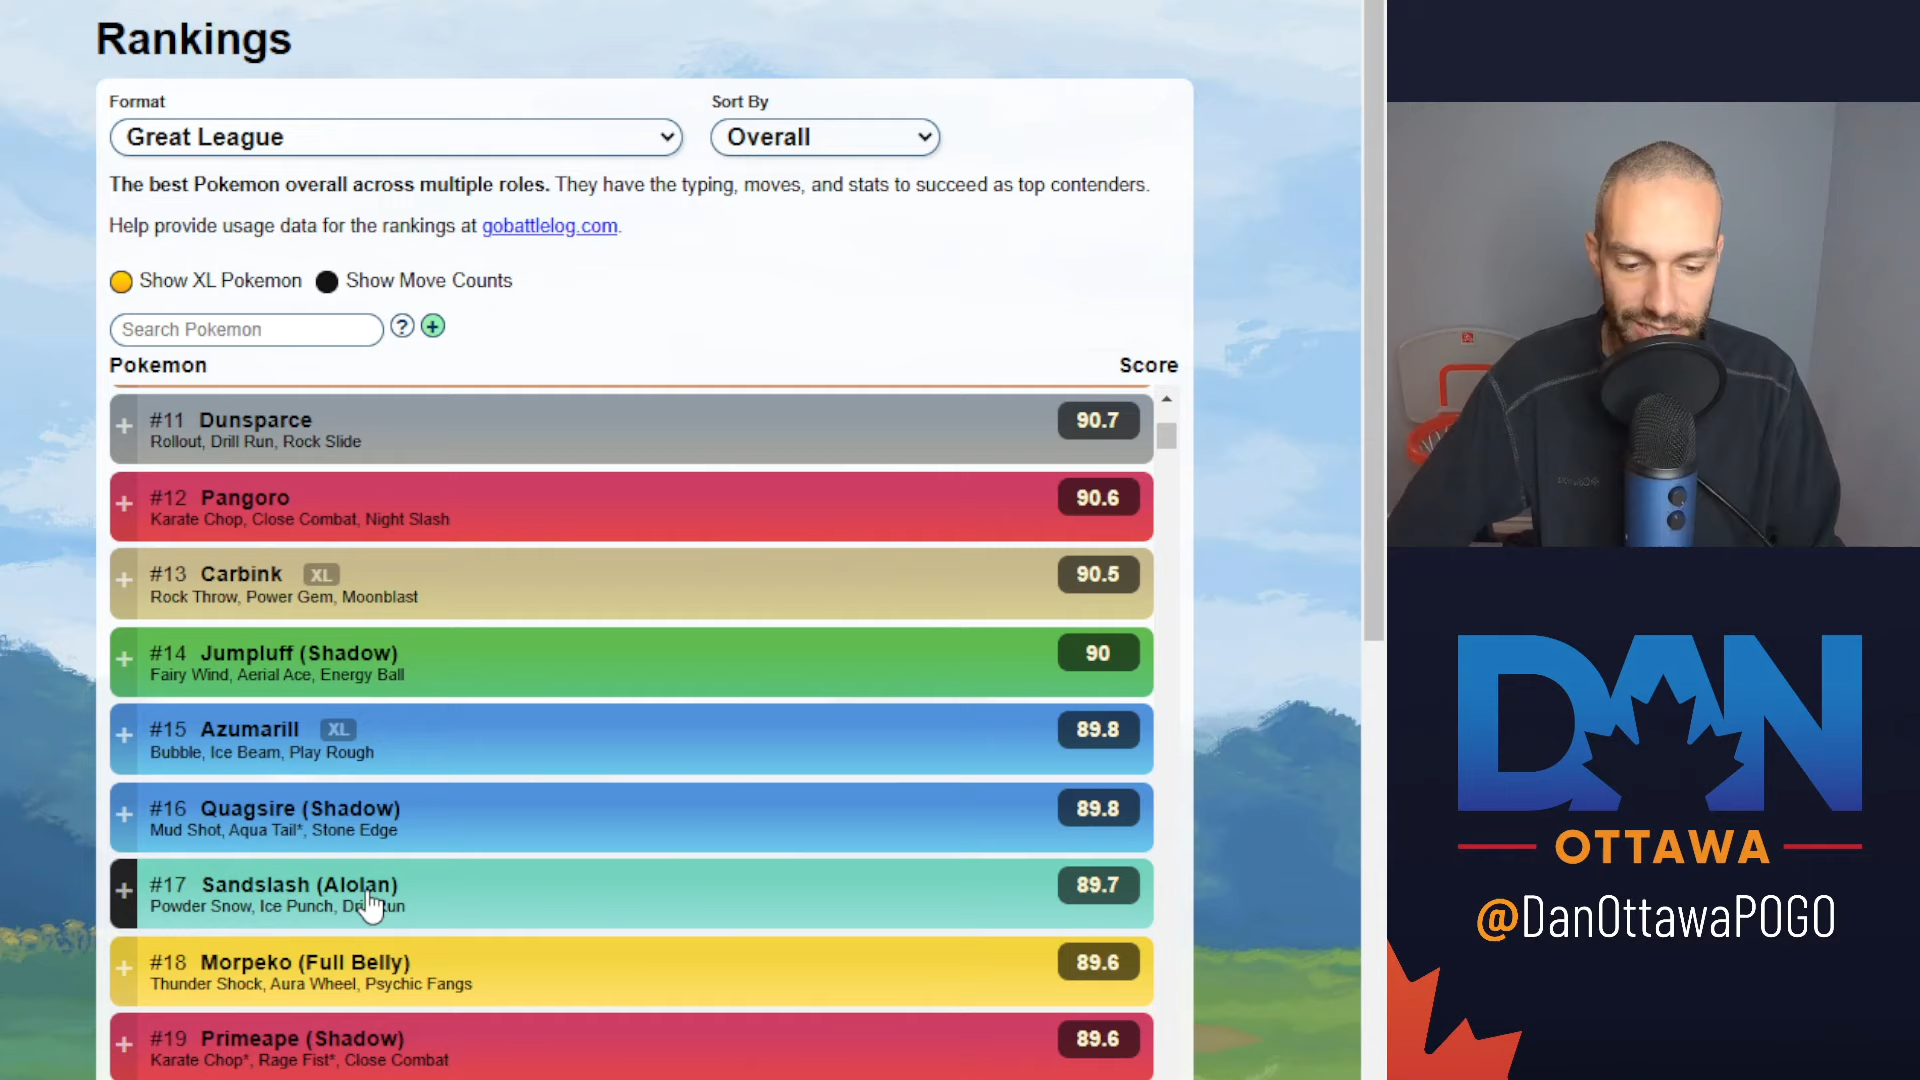 Rankings
Format
Sort By
Great League
Overall
The best Pokemon overall across multiple roles. They have the typing, moves, and stats to succeed as top contenders.
Help provide usage data for the rankings at gobattlelog.com.
Show XL Pokemon
Show Move Counts
Search Pokemon
?
+
Pokemon
Score
+ #11 Dunsparce 90.7
Rollout, Drill Run, Rock Slide
+ #12 Pangoro 90.6
Karate Chop, Close Combat, Night Slash
+ #13 Carbink XL 90.5
Rock Throw, Power Gem, Moonblast
+ #14 Jumpluff (Shadow) 90
Fairy Wind, Aerial Ace, Energy Ball
+ #15 Azumarill XL 89.8
Bubble, Ice Beam, Play Rough
+ #16 Quagsire (Shadow) 89.8
Mud Shot, Aqua Tail*, Stone Edge
+ #17 Sandslash (Alolan) 89.7
Powder Snow, Ice Punch, Drill Run
+ #18 Morpeko (Full Belly) 89.6
Thunder Shock, Aura Wheel, Psychic Fangs
+ #19 Primeape (Shadow) 89.6
Karate Chop*, Rage Fist*, Close Combat
DAN
OTTAWA
@DanOttawaPOGO